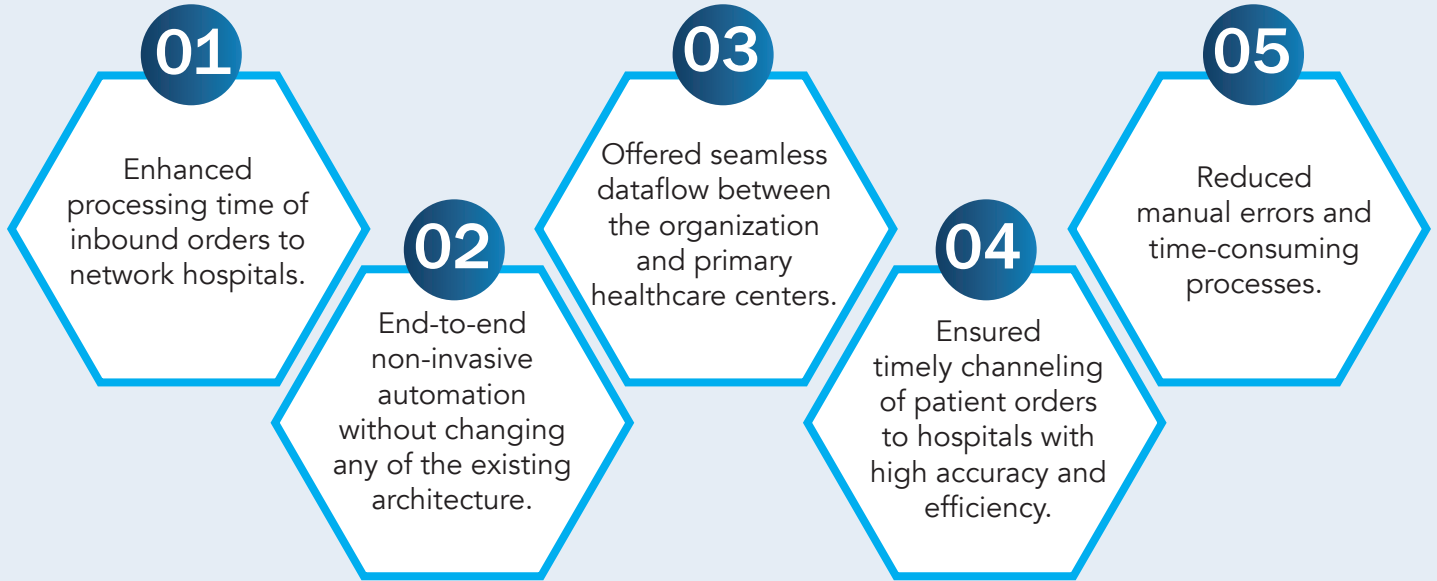 01
Enhanced
processing time of
inbound orders to
network hospitals.
02
End-to-end
non-invasive
automation
without changing
any of the existing
architecture.
03
Offered seamless
dataflow between
the organization
and primary
healthcare centers.
04
Ensured
timely channeling
of patient orders
to hospitals with
high accuracy and
efficiency.
05
Reduced
manual errors and
time-consuming
processes.